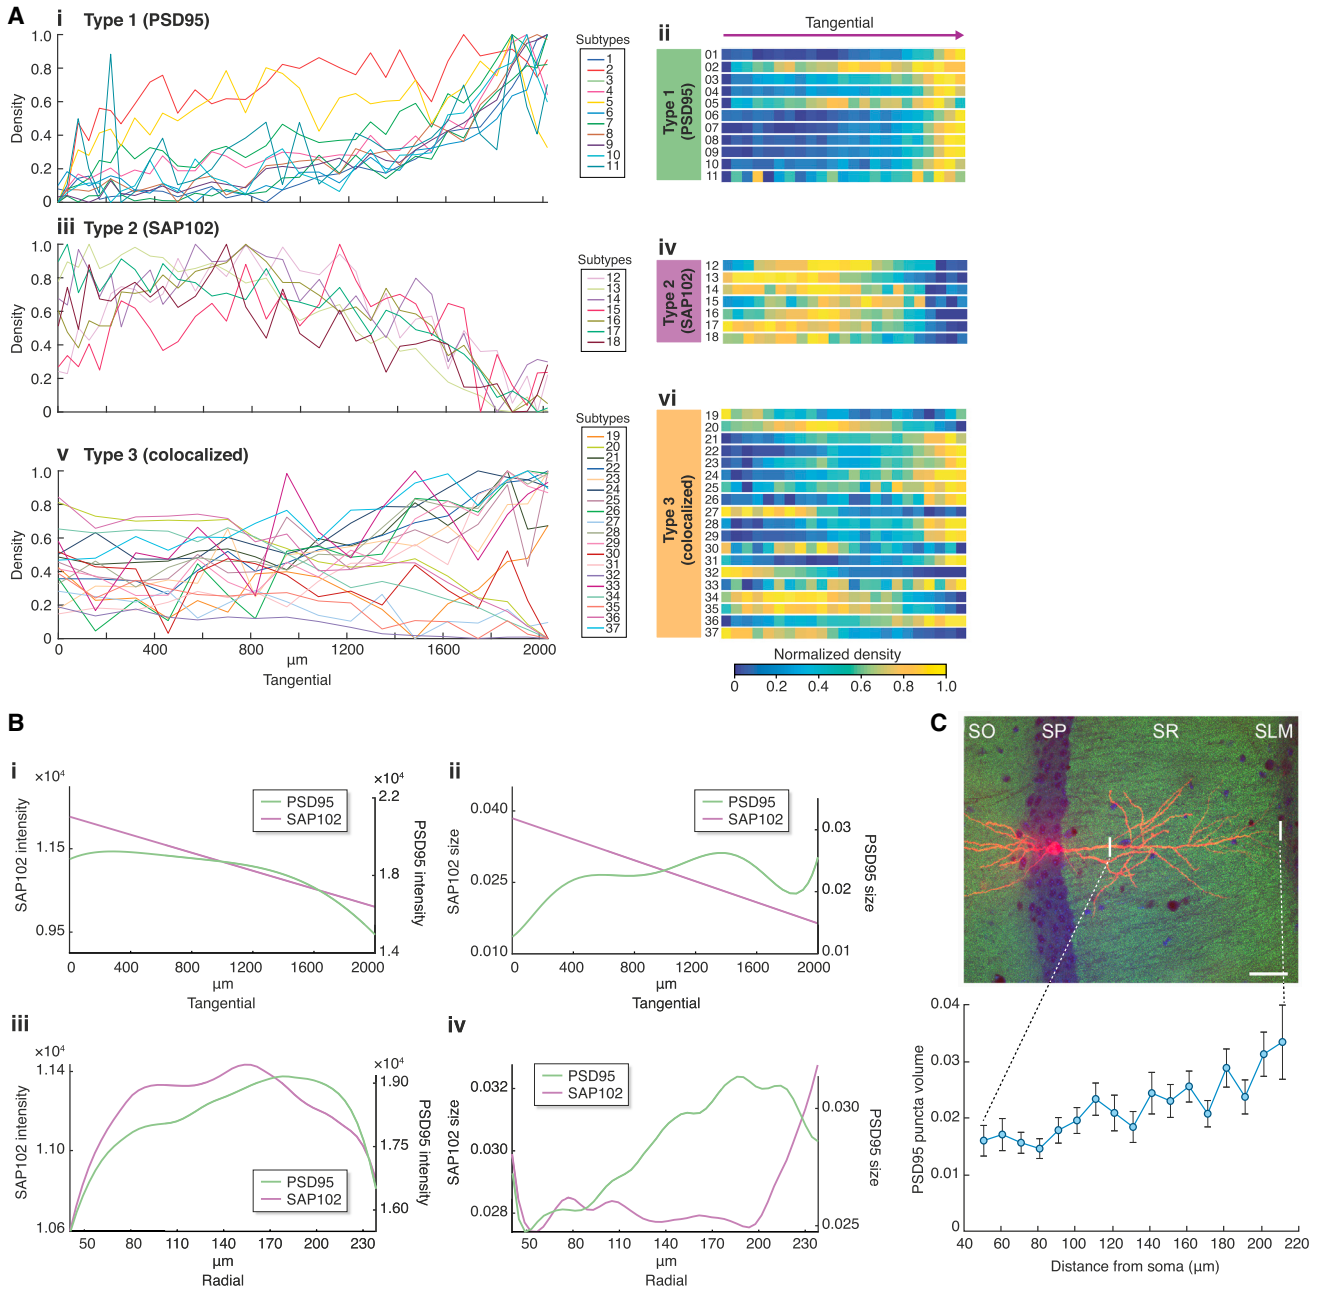 A
i Type 1 (PSD95)
1.0
0.8
0.6
0.4
0.2
0
Density
Subtypes
1
2
3
4
5
6
7
8
9
10
11
ii
Tangential
Type 1
(PSD95)
01
02
03
04
05
06
07
08
09
10
11
iii Type 2 (SAP102)
1.0
0.8
0.6
0.4
0.2
0
Density
Subtypes
12
13
14
15
16
17
18
iv
Type 2
(SAP102)
12
13
14
15
16
17
18
v Type 3 (colocalized)
1.0
0.8
0.6
0.4
0.2
0
Density
0 400 800 1200 1600 2000
µm
Tangential
Subtypes
19
20
21
22
23
24
25
26
27
28
29
30
31
32
33
34
35
36
37
vi
Type 3
(colocalized)
19
20
21
22
23
24
25
26
27
28
29
30
31
32
33
34
35
36
37
Normalized density
0 0.2 0.4 0.6 0.8 1.0
B
i
×10⁴
SAP102 intensity
1.15
0.95
PSD95
SAP102
×10⁴
2.2
1.8
1.4
PSD95 intensity
0 400 800 1200 1600 2000
µm
Tangential
ii
SAP102 size
0.040
0.025
0.010
PSD95
SAP102
0.03
0.02
0.01
PSD95 size
0 400 800 1200 1600 2000
µm
Tangential
iii
×10⁴
SAP102 intensity
1.14
1.10
1.06
PSD95
SAP102
×10⁴
1.90
1.75
1.60
PSD95 intensity
50 80 110 140 170 200 230
µm
Radial
iv
SAP102 size
0.032
0.030
0.028
PSD95
SAP102
0.030
0.025
PSD95 size
50 80 110 140 170 200 230
µm
Radial
C
SO SP SR SLM
PSD95 puncta volume
0.04
0.03
0.02
0.01
0
40 60 80 100 120 140 160 180 200 220
Distance from soma (µm)